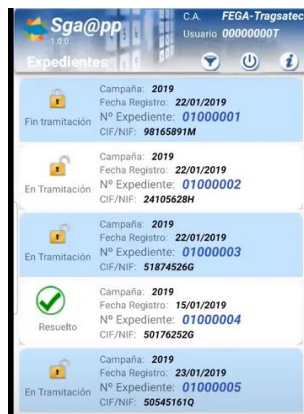 Sga@pp
1.0.0
C.A. FEGA-Tragsatec
Usuario 00000000T
Expedientes
Campaña: 2019
Fecha Registro: 22/01/2019
Nº Expediente: 01000001
CIF/NIF: 98165891M
Fin tramitación
Campaña: 2019
Fecha Registro: 22/01/2019
Nº Expediente: 01000002
CIF/NIF: 24105628H
En Tramitación
Campaña: 2019
Fecha Registro: 22/01/2019
Nº Expediente: 01000003
CIF/NIF: 51874526G
En Tramitación
Campaña: 2019
Fecha Registro: 15/01/2019
Nº Expediente: 01000004
CIF/NIF: 50176252G
Resuelto
Campaña: 2019
Fecha Registro: 23/01/2019
Nº Expediente: 01000005
CIF/NIF: 50545161Q
En Tramitación